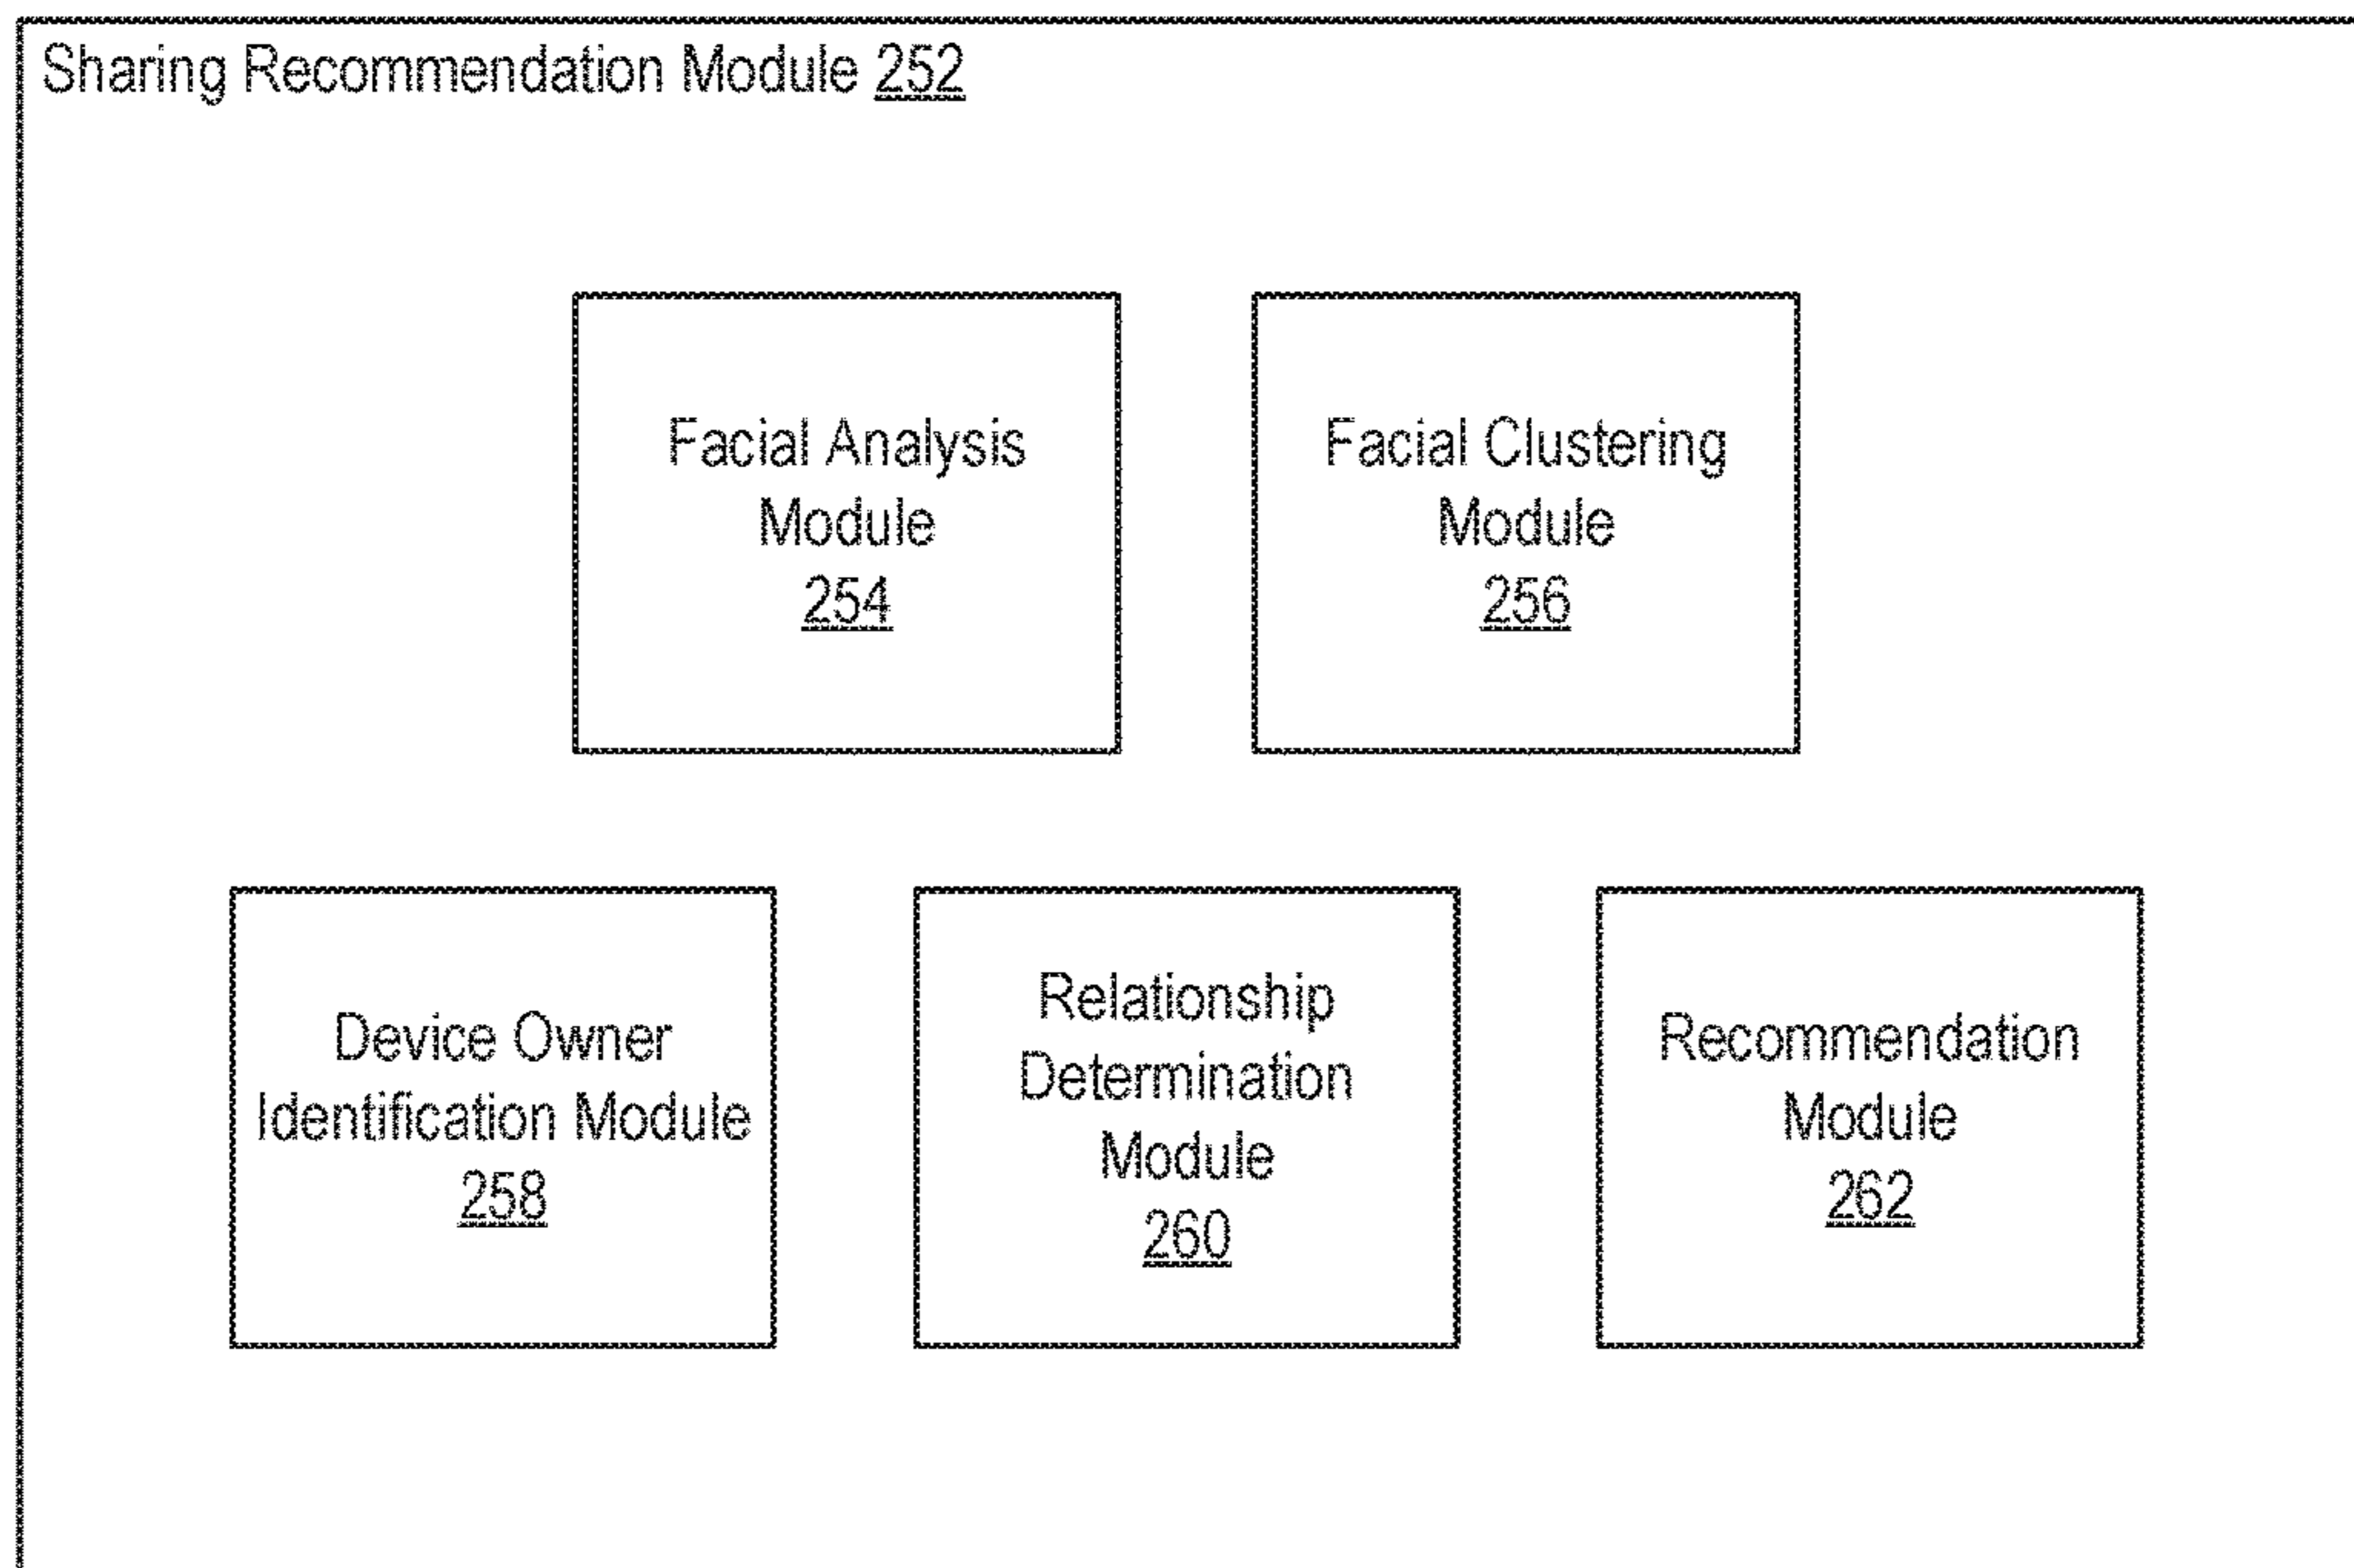 Sharing Recommendation Module 252
Facial Analysis
Module
254
Facial Clustering
Module
256
Device Owner
Identification Module
258
Relationship
Determination
Module
260
Recommendation
Module
262